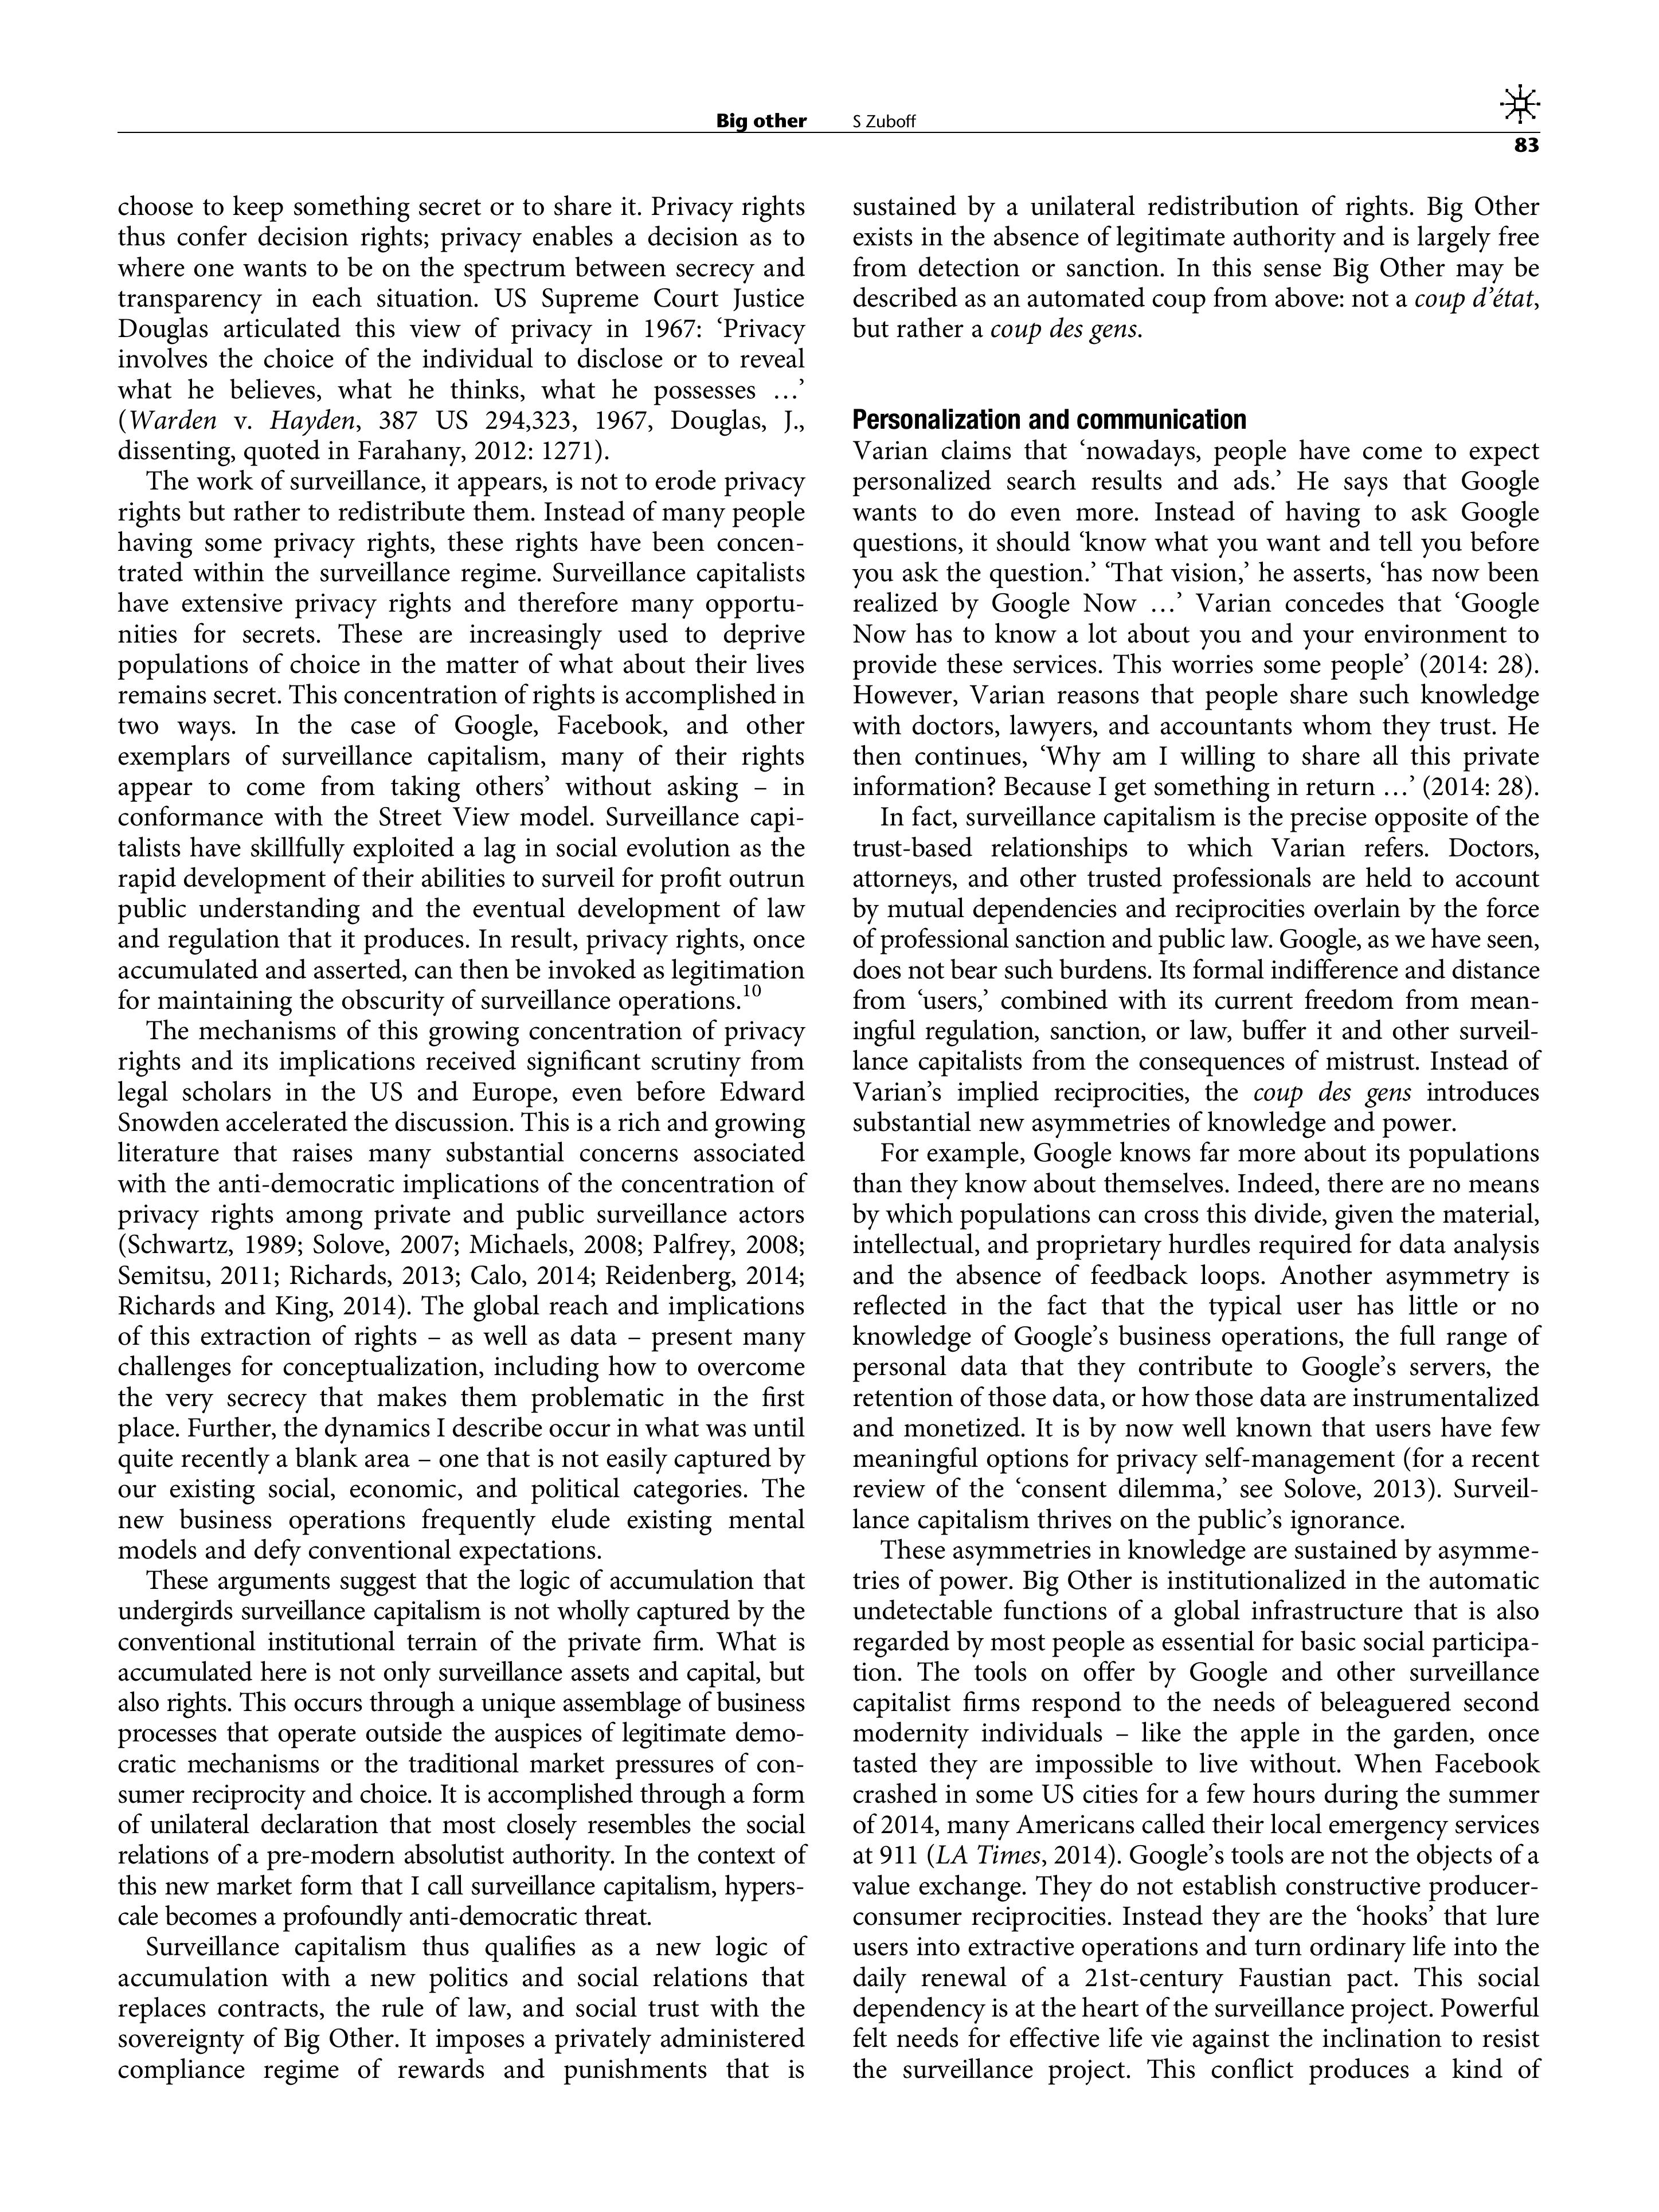 Big other S Zuboff
83
choose to keep something secret or to share it. Privacy rights
thus confer decision rights; privacy enables a decision as to
where one wants to be on the spectrum between secrecy and
transparency in each situation. US Supreme Court Justice
Douglas articulated this view of privacy in 1967: ‘Privacy
involves the choice of the individual to disclose or to reveal
what he believes, what he thinks, what he possesses …’
(Warden v. Hayden, 387 US 294,323, 1967, Douglas, J.,
dissenting, quoted in Farahany, 2012: 1271).
The work of surveillance, it appears, is not to erode privacy
rights but rather to redistribute them. Instead of many people
having some privacy rights, these rights have been concen-
trated within the surveillance regime. Surveillance capitalists
have extensive privacy rights and therefore many opportu-
nities for secrets. These are increasingly used to deprive
populations of choice in the matter of what about their lives
remains secret. This concentration of rights is accomplished in
two ways. In the case of Google, Facebook, and other
exemplars of surveillance capitalism, many of their rights
appear to come from taking others’ without asking – in
conformance with the Street View model. Surveillance capi-
talists have skillfully exploited a lag in social evolution as the
rapid development of their abilities to surveil for profit outrun
public understanding and the eventual development of law
and regulation that it produces. In result, privacy rights, once
accumulated and asserted, can then be invoked as legitimation
for maintaining the obscurity of surveillance operations.10
The mechanisms of this growing concentration of privacy
rights and its implications received significant scrutiny from
legal scholars in the US and Europe, even before Edward
Snowden accelerated the discussion. This is a rich and growing
literature that raises many substantial concerns associated
with the anti-democratic implications of the concentration of
privacy rights among private and public surveillance actors
(Schwartz, 1989; Solove, 2007; Michaels, 2008; Palfrey, 2008;
Semitsu, 2011; Richards, 2013; Calo, 2014; Reidenberg, 2014;
Richards and King, 2014). The global reach and implications
of this extraction of rights – as well as data – present many
challenges for conceptualization, including how to overcome
the very secrecy that makes them problematic in the first
place. Further, the dynamics I describe occur in what was until
quite recently a blank area – one that is not easily captured by
our existing social, economic, and political categories. The
new business operations frequently elude existing mental
models and defy conventional expectations.
These arguments suggest that the logic of accumulation that
undergirds surveillance capitalism is not wholly captured by the
conventional institutional terrain of the private firm. What is
accumulated here is not only surveillance assets and capital, but
also rights. This occurs through a unique assemblage of business
processes that operate outside the auspices of legitimate demo-
cratic mechanisms or the traditional market pressures of con-
sumer reciprocity and choice. It is accomplished through a form
of unilateral declaration that most closely resembles the social
relations of a pre-modern absolutist authority. In the context of
this new market form that I call surveillance capitalism, hypers-
cale becomes a profoundly anti-democratic threat.
Surveillance capitalism thus qualifies as a new logic of
accumulation with a new politics and social relations that
replaces contracts, the rule of law, and social trust with the
sovereignty of Big Other. It imposes a privately administered
compliance regime of rewards and punishments that is
sustained by a unilateral redistribution of rights. Big Other
exists in the absence of legitimate authority and is largely free
from detection or sanction. In this sense Big Other may be
described as an automated coup from above: not a coup d’état,
but rather a coup des gens.
Personalization and communication
Varian claims that ‘nowadays, people have come to expect
personalized search results and ads.’ He says that Google
wants to do even more. Instead of having to ask Google
questions, it should ‘know what you want and tell you before
you ask the question.’ ‘That vision,’ he asserts, ‘has now been
realized by Google Now …’ Varian concedes that ‘Google
Now has to know a lot about you and your environment to
provide these services. This worries some people’ (2014: 28).
However, Varian reasons that people share such knowledge
with doctors, lawyers, and accountants whom they trust. He
then continues, ‘Why am I willing to share all this private
information? Because I get something in return …’ (2014: 28).
In fact, surveillance capitalism is the precise opposite of the
trust-based relationships to which Varian refers. Doctors,
attorneys, and other trusted professionals are held to account
by mutual dependencies and reciprocities overlain by the force
of professional sanction and public law. Google, as we have seen,
does not bear such burdens. Its formal indifference and distance
from ‘users,’ combined with its current freedom from mean-
ingful regulation, sanction, or law, buffer it and other surveil-
lance capitalists from the consequences of mistrust. Instead of
Varian’s implied reciprocities, the coup des gens introduces
substantial new asymmetries of knowledge and power.
For example, Google knows far more about its populations
than they know about themselves. Indeed, there are no means
by which populations can cross this divide, given the material,
intellectual, and proprietary hurdles required for data analysis
and the absence of feedback loops. Another asymmetry is
reflected in the fact that the typical user has little or no
knowledge of Google’s business operations, the full range of
personal data that they contribute to Google’s servers, the
retention of those data, or how those data are instrumentalized
and monetized. It is by now well known that users have few
meaningful options for privacy self-management (for a recent
review of the ‘consent dilemma,’ see Solove, 2013). Surveil-
lance capitalism thrives on the public’s ignorance.
These asymmetries in knowledge are sustained by asymme-
tries of power. Big Other is institutionalized in the automatic
undetectable functions of a global infrastructure that is also
regarded by most people as essential for basic social participa-
tion. The tools on offer by Google and other surveillance
capitalist firms respond to the needs of beleaguered second
modernity individuals – like the apple in the garden, once
tasted they are impossible to live without. When Facebook
crashed in some US cities for a few hours during the summer
of 2014, many Americans called their local emergency services
at 911 (LA Times, 2014). Google’s tools are not the objects of a
value exchange. They do not establish constructive producer-
consumer reciprocities. Instead they are the ‘hooks’ that lure
users into extractive operations and turn ordinary life into the
daily renewal of a 21st-century Faustian pact. This social
dependency is at the heart of the surveillance project. Powerful
felt needs for effective life vie against the inclination to resist
the surveillance project. This conflict produces a kind of